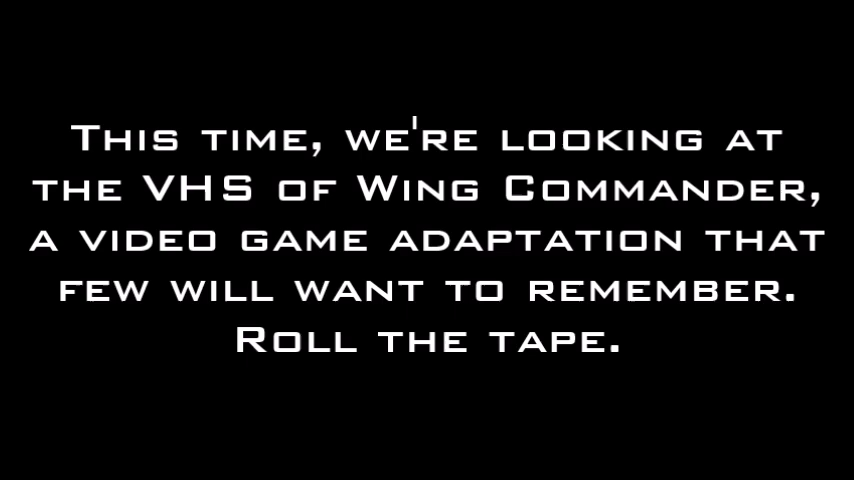 This time, we're looking at
the VHS of Wing Commander,
a video game adaptation that
few will want to remember.
Roll the tape.